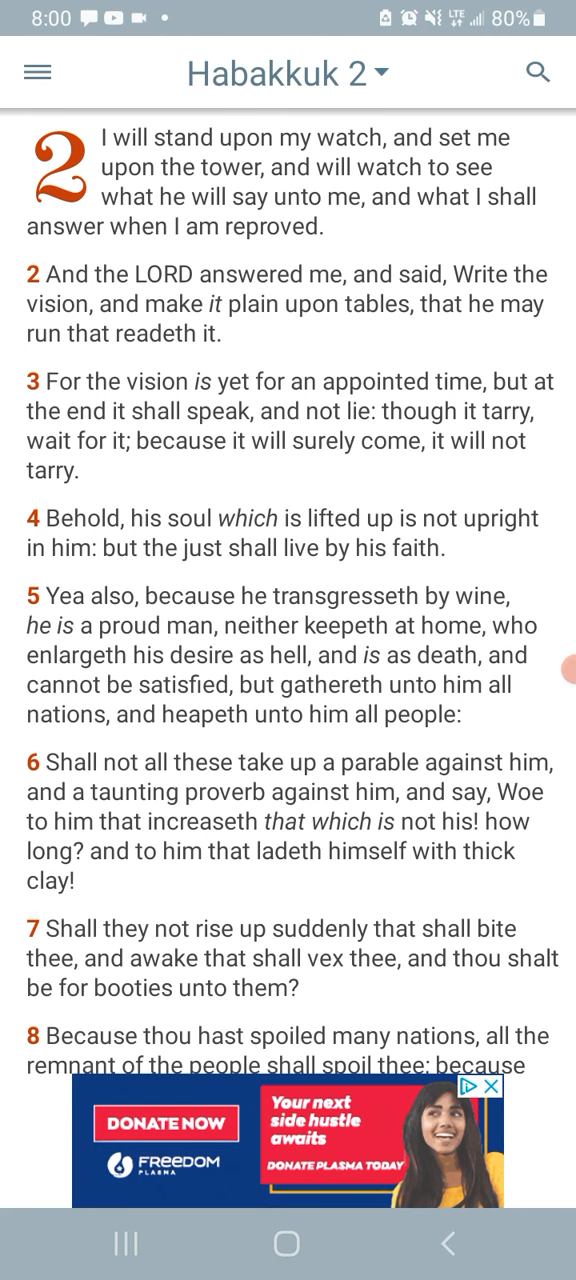 8:00
LTE
80%
Habakkuk 2
2 I will stand upon my watch, and set me
upon the tower, and will watch to see
what he will say unto me, and what I shall
answer when I am reproved.
2 And the LORD answered me, and said, Write the
vision, and make it plain upon tables, that he may
run that readeth it.
3 For the vision is yet for an appointed time, but at
the end it shall speak, and not lie: though it tarry,
wait for it; because it will surely come, it will not
tarry.
4 Behold, his soul which is lifted up is not upright
in him: but the just shall live by his faith.
5 Yea also, because he transgresseth by wine,
he is a proud man, neither keepeth at home, who
enlargeth his desire as hell, and is as death, and
cannot be satisfied, but gathereth unto him all
nations, and heapeth unto him all people:
6 Shall not all these take up a parable against him,
and a taunting proverb against him, and say, Woe
to him that increaseth that which is not his! how
long? and to him that ladeth himself with thick
clay!
7 Shall they not rise up suddenly that shall bite
thee, and awake that shall vex thee, and thou shalt
be for booties unto them?
8 Because thou hast spoiled many nations, all the
remnant of the people shall spoil thee; because
DONATE NOW
FREEDOM
PLASMA
Your next
side hustle
awaits
DONATE PLASMA TODAY